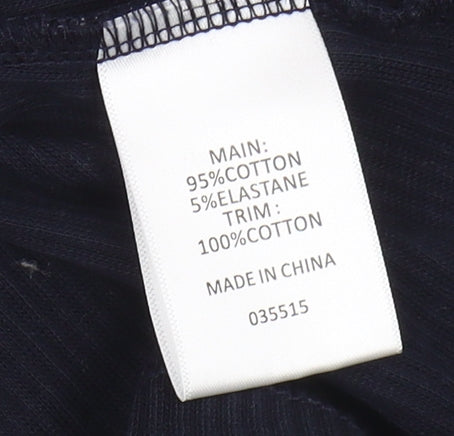 MAIN:
95%COTTON
5%ELASTANE
TRIM:
100%COTTON
MADE IN CHINA
035515